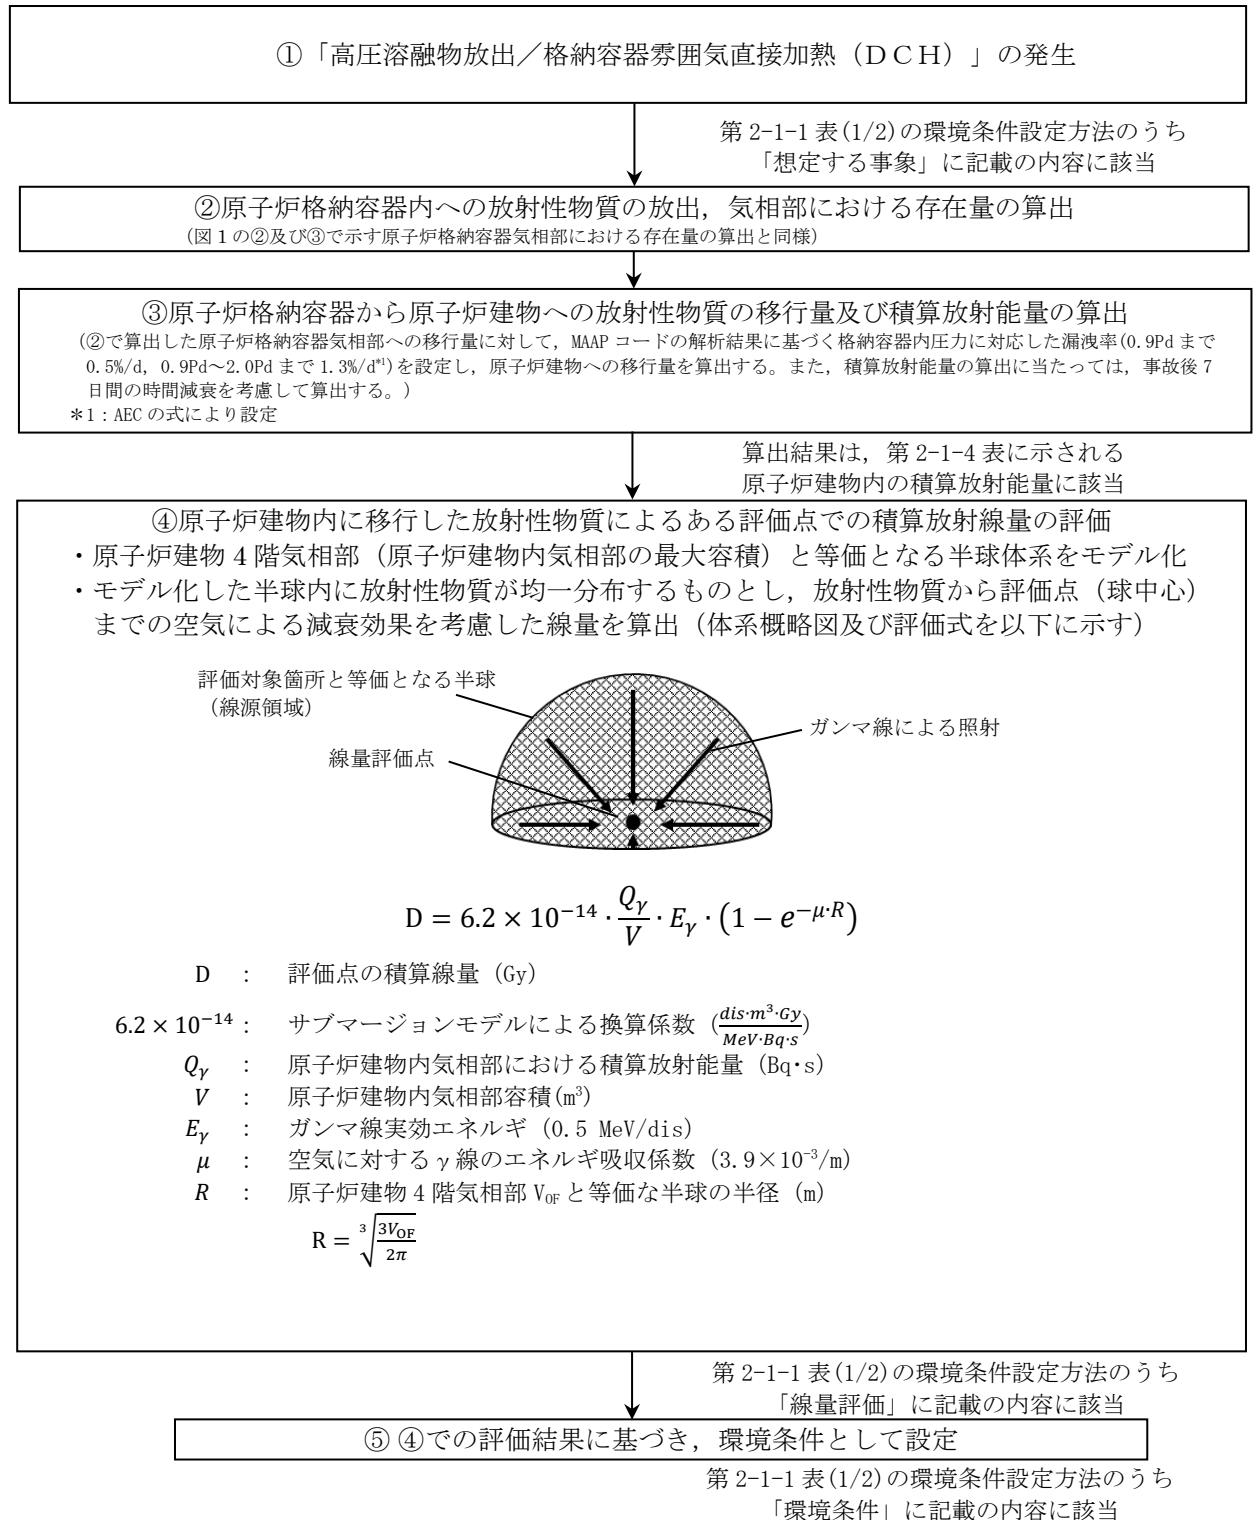 ①「高圧溶融物放出／格納容器雰囲気直接加熱（ＤＣＨ）」の発生
第 2-1-1 表(1/2)の環境条件設定方法のうち
「想定する事象」に記載の内容に該当
②原子炉格納容器内への放射性物質の放出，気相部における存在量の算出
(図１の②及び③で示す原子炉格納容器気相部における存在量の算出と同様)
③原子炉格納容器から原子炉建物への放射性物質の移行量及び積算放射能量の算出
(②で算出した原子炉格納容器気相部への移行量に対して，MAAP コードの解析結果に基づく格納容器内圧力に対応した漏洩率(0.9Pd まで
0.5%/d，0.9Pd～2.0Pd まで 1.3%/d*1)を設定し，原子炉建物への移行量を算出する。また，積算放射能量の算出に当たっては，事故後 7
日間の時間減衰を考慮して算出する。)
＊1：AEC の式により設定
算出結果は，第 2-1-4 表に示される
原子炉建物内の積算放射能量に該当
④原子炉建物内に移行した放射性物質によるある評価点での積算放射線量の評価
・原子炉建物 4 階気相部（原子炉建物内気相部の最大容積）と等価となる半球体系をモデル化
・モデル化した半球内に放射性物質が均一分布するものとし，放射性物質から評価点（球中心）
までの空気による減衰効果を考慮した線量を算出（体系概略図及び評価式を以下に示す）
評価対象箇所と等価となる半球
（線源領域）
ガンマ線による照射
線量評価点
D = 6.2 × 10⁻¹⁴ · Qγ/V · Eγ · (1 − e^(−μ·R))
D ： 評価点の積算線量 (Gy)
6.2 × 10⁻¹⁴： サブマージョンモデルによる換算係数 (dis·m³·Gy/MeV·Bq·s)
Qγ ： 原子炉建物内気相部における積算放射能量 (Bq･s)
V ： 原子炉建物内気相部容積(m³)
Eγ ： ガンマ線実効エネルギ (0.5 MeV/dis)
μ ： 空気に対するγ線のエネルギ吸収係数 (3.9×10⁻³/m)
R ： 原子炉建物 4 階気相部 V_OF と等価な半球の半径 (m)
R = ³√(3V_OF/2π)
第 2-1-1 表(1/2)の環境条件設定方法のうち
「線量評価」に記載の内容に該当
⑤ ④での評価結果に基づき，環境条件として設定
第 2-1-1 表(1/2)の環境条件設定方法のうち
「環境条件」に記載の内容に該当